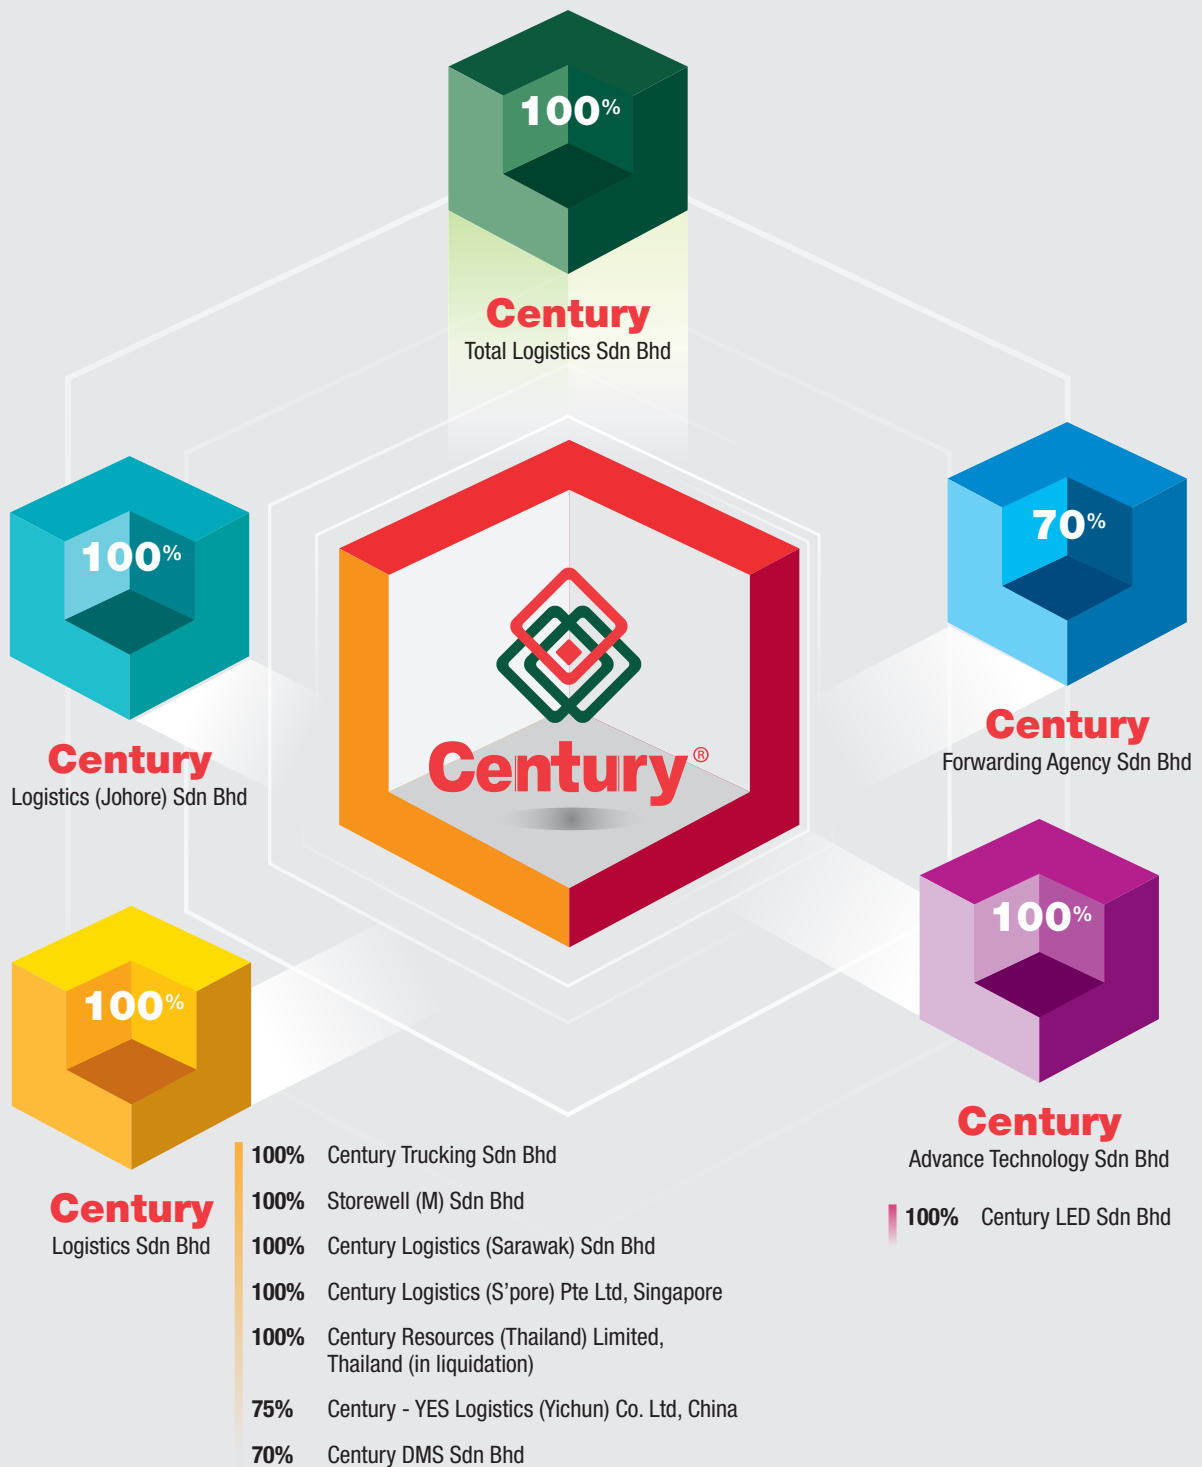 100%
Century
Total Logistics Sdn Bhd
100%
Century
Logistics (Johore) Sdn Bhd
Century®
70%
Century
Forwarding Agency Sdn Bhd
100%
Century
Advance Technology Sdn Bhd
100% Century LED Sdn Bhd
100%
Century
Logistics Sdn Bhd
100% Century Trucking Sdn Bhd
100% Storewell (M) Sdn Bhd
100% Century Logistics (Sarawak) Sdn Bhd
100% Century Logistics (S’pore) Pte Ltd, Singapore
100% Century Resources (Thailand) Limited,
Thailand (in liquidation)
75% Century - YES Logistics (Yichun) Co. Ltd, China
70% Century DMS Sdn Bhd